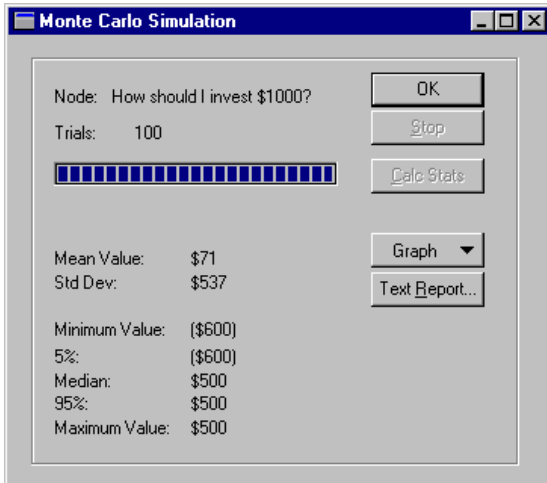 Monte Carlo Simulation
Node: How should I invest $1000?
OK
Trials: 100
Stop
Calc Stats
Graph
Mean Value: $71
Std Dev: $537
Text Report...
Minimum Value: ($600)
5%: ($600)
Median: $500
95%: $500
Maximum Value: $500